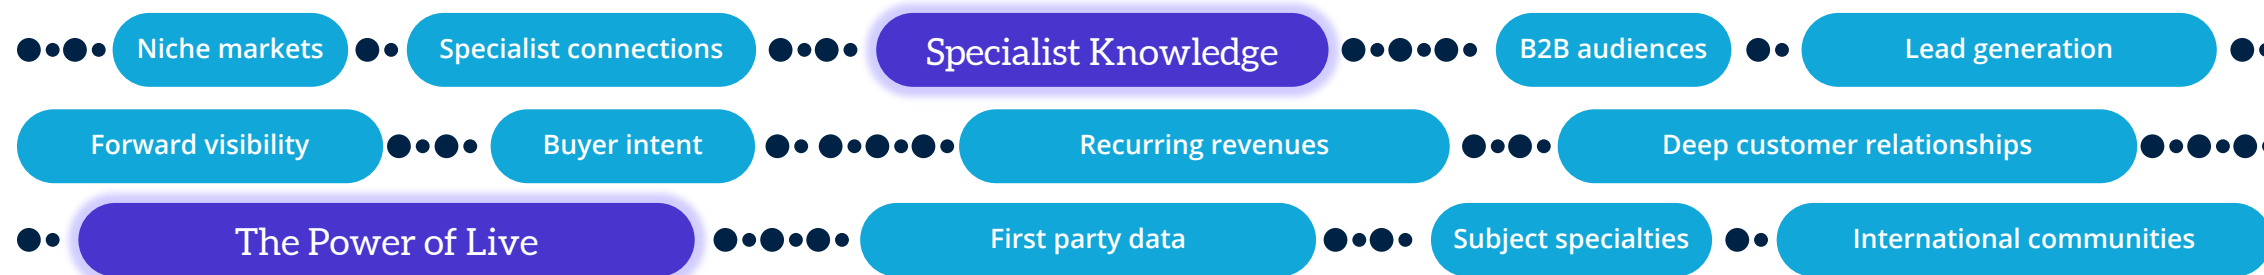 Niche markets
Specialist connections
Specialist Knowledge
B2B audiences
Lead generation
Forward visibility
Buyer intent
Recurring revenues
Deep customer relationships
The Power of Live
First party data
Subject specialties
International communities